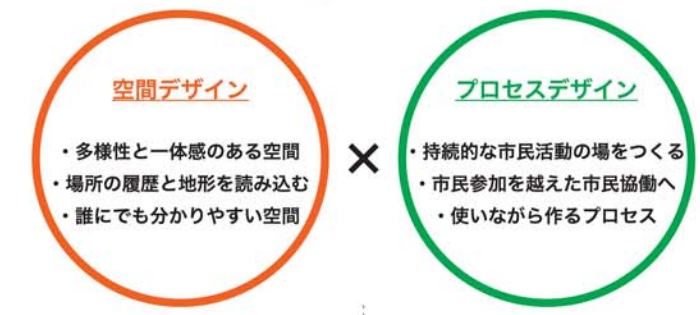 空間デザイン
・多様性と一体感のある空間
・場所の履歴と地形を読み込む
・誰にでも分かりやすい空間
×
プロセスデザイン
・持続的な市民活動の場をつくる
・市民参加を越えた市民協働へ
・使いながら作るプロセス